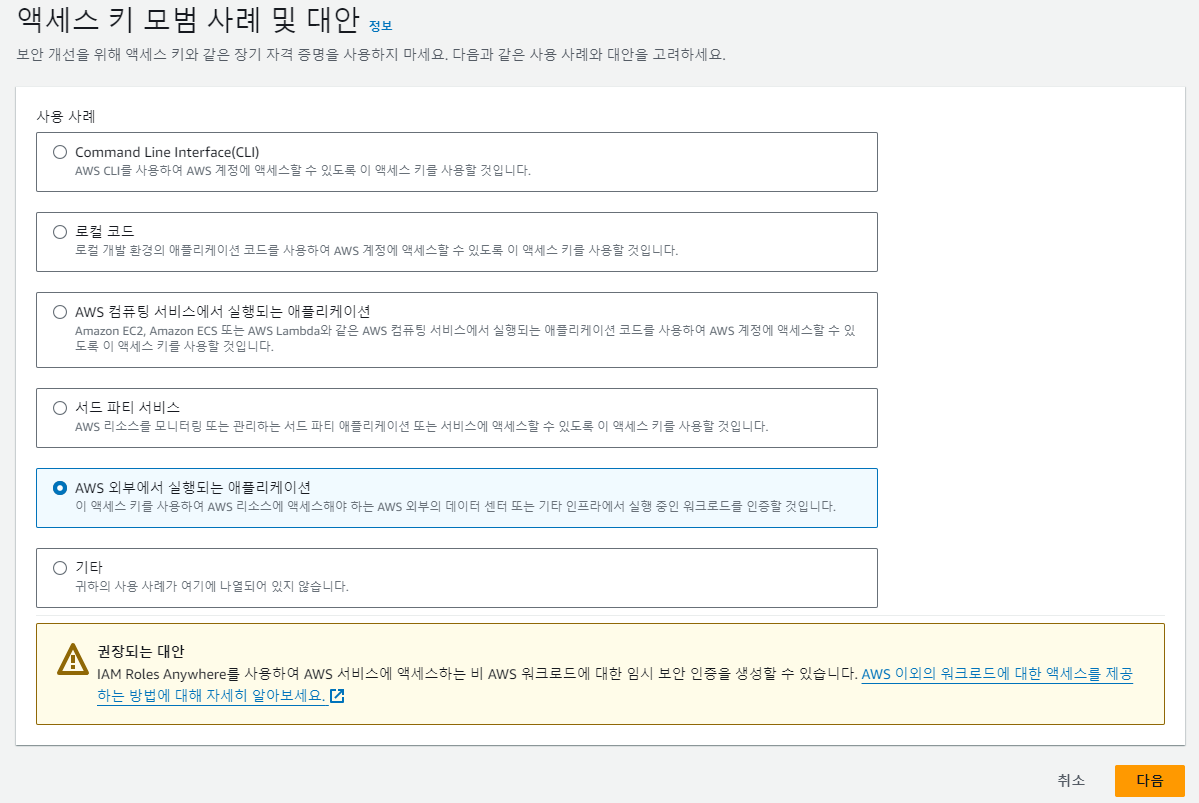 액세스 키 모범 사례 및 대안 정보
보안 개선을 위해 액세스 키와 같은 장기 자격 증명을 사용하지 마세요. 다음과 같은 사용 사례와 대안을 고려하세요.
사용 사례
Command Line Interface(CLI)
AWS CLI를 사용하여 AWS 계정에 액세스할 수 있도록 이 액세스 키를 사용할 것입니다.
로컬 코드
로컬 개발 환경의 애플리케이션 코드를 사용하여 AWS 계정에 액세스할 수 있도록 이 액세스 키를 사용할 것입니다.
AWS 컴퓨팅 서비스에서 실행되는 애플리케이션
Amazon EC2, Amazon ECS 또는 AWS Lambda와 같은 AWS 컴퓨팅 서비스에서 실행되는 애플리케이션 코드를 사용하여 AWS 계정에 액세스할 수 있
도록 이 액세스 키를 사용할 것입니다.
서드 파티 서비스
AWS 리소스를 모니터링 또는 관리하는 서드 파티 애플리케이션 또는 서비스에 액세스할 수 있도록 이 액세스 키를 사용할 것입니다.
AWS 외부에서 실행되는 애플리케이션
이 액세스 키를 사용하여 AWS 리소스에 액세스해야 하는 AWS 외부의 데이터 센터 또는 기타 인프라에서 실행 중인 워크로드를 인증할 것입니다.
기타
귀하의 사용 사례가 여기에 나열되어 있지 않습니다.
권장되는 대안
IAM Roles Anywhere를 사용하여 AWS 서비스에 액세스하는 비 AWS 워크로드에 대한 임시 보안 인증을 생성할 수 있습니다. AWS 이외의 워크로드에 대한 액세스를 제공
하는 방법에 대해 자세히 알아보세요.
취소 다음